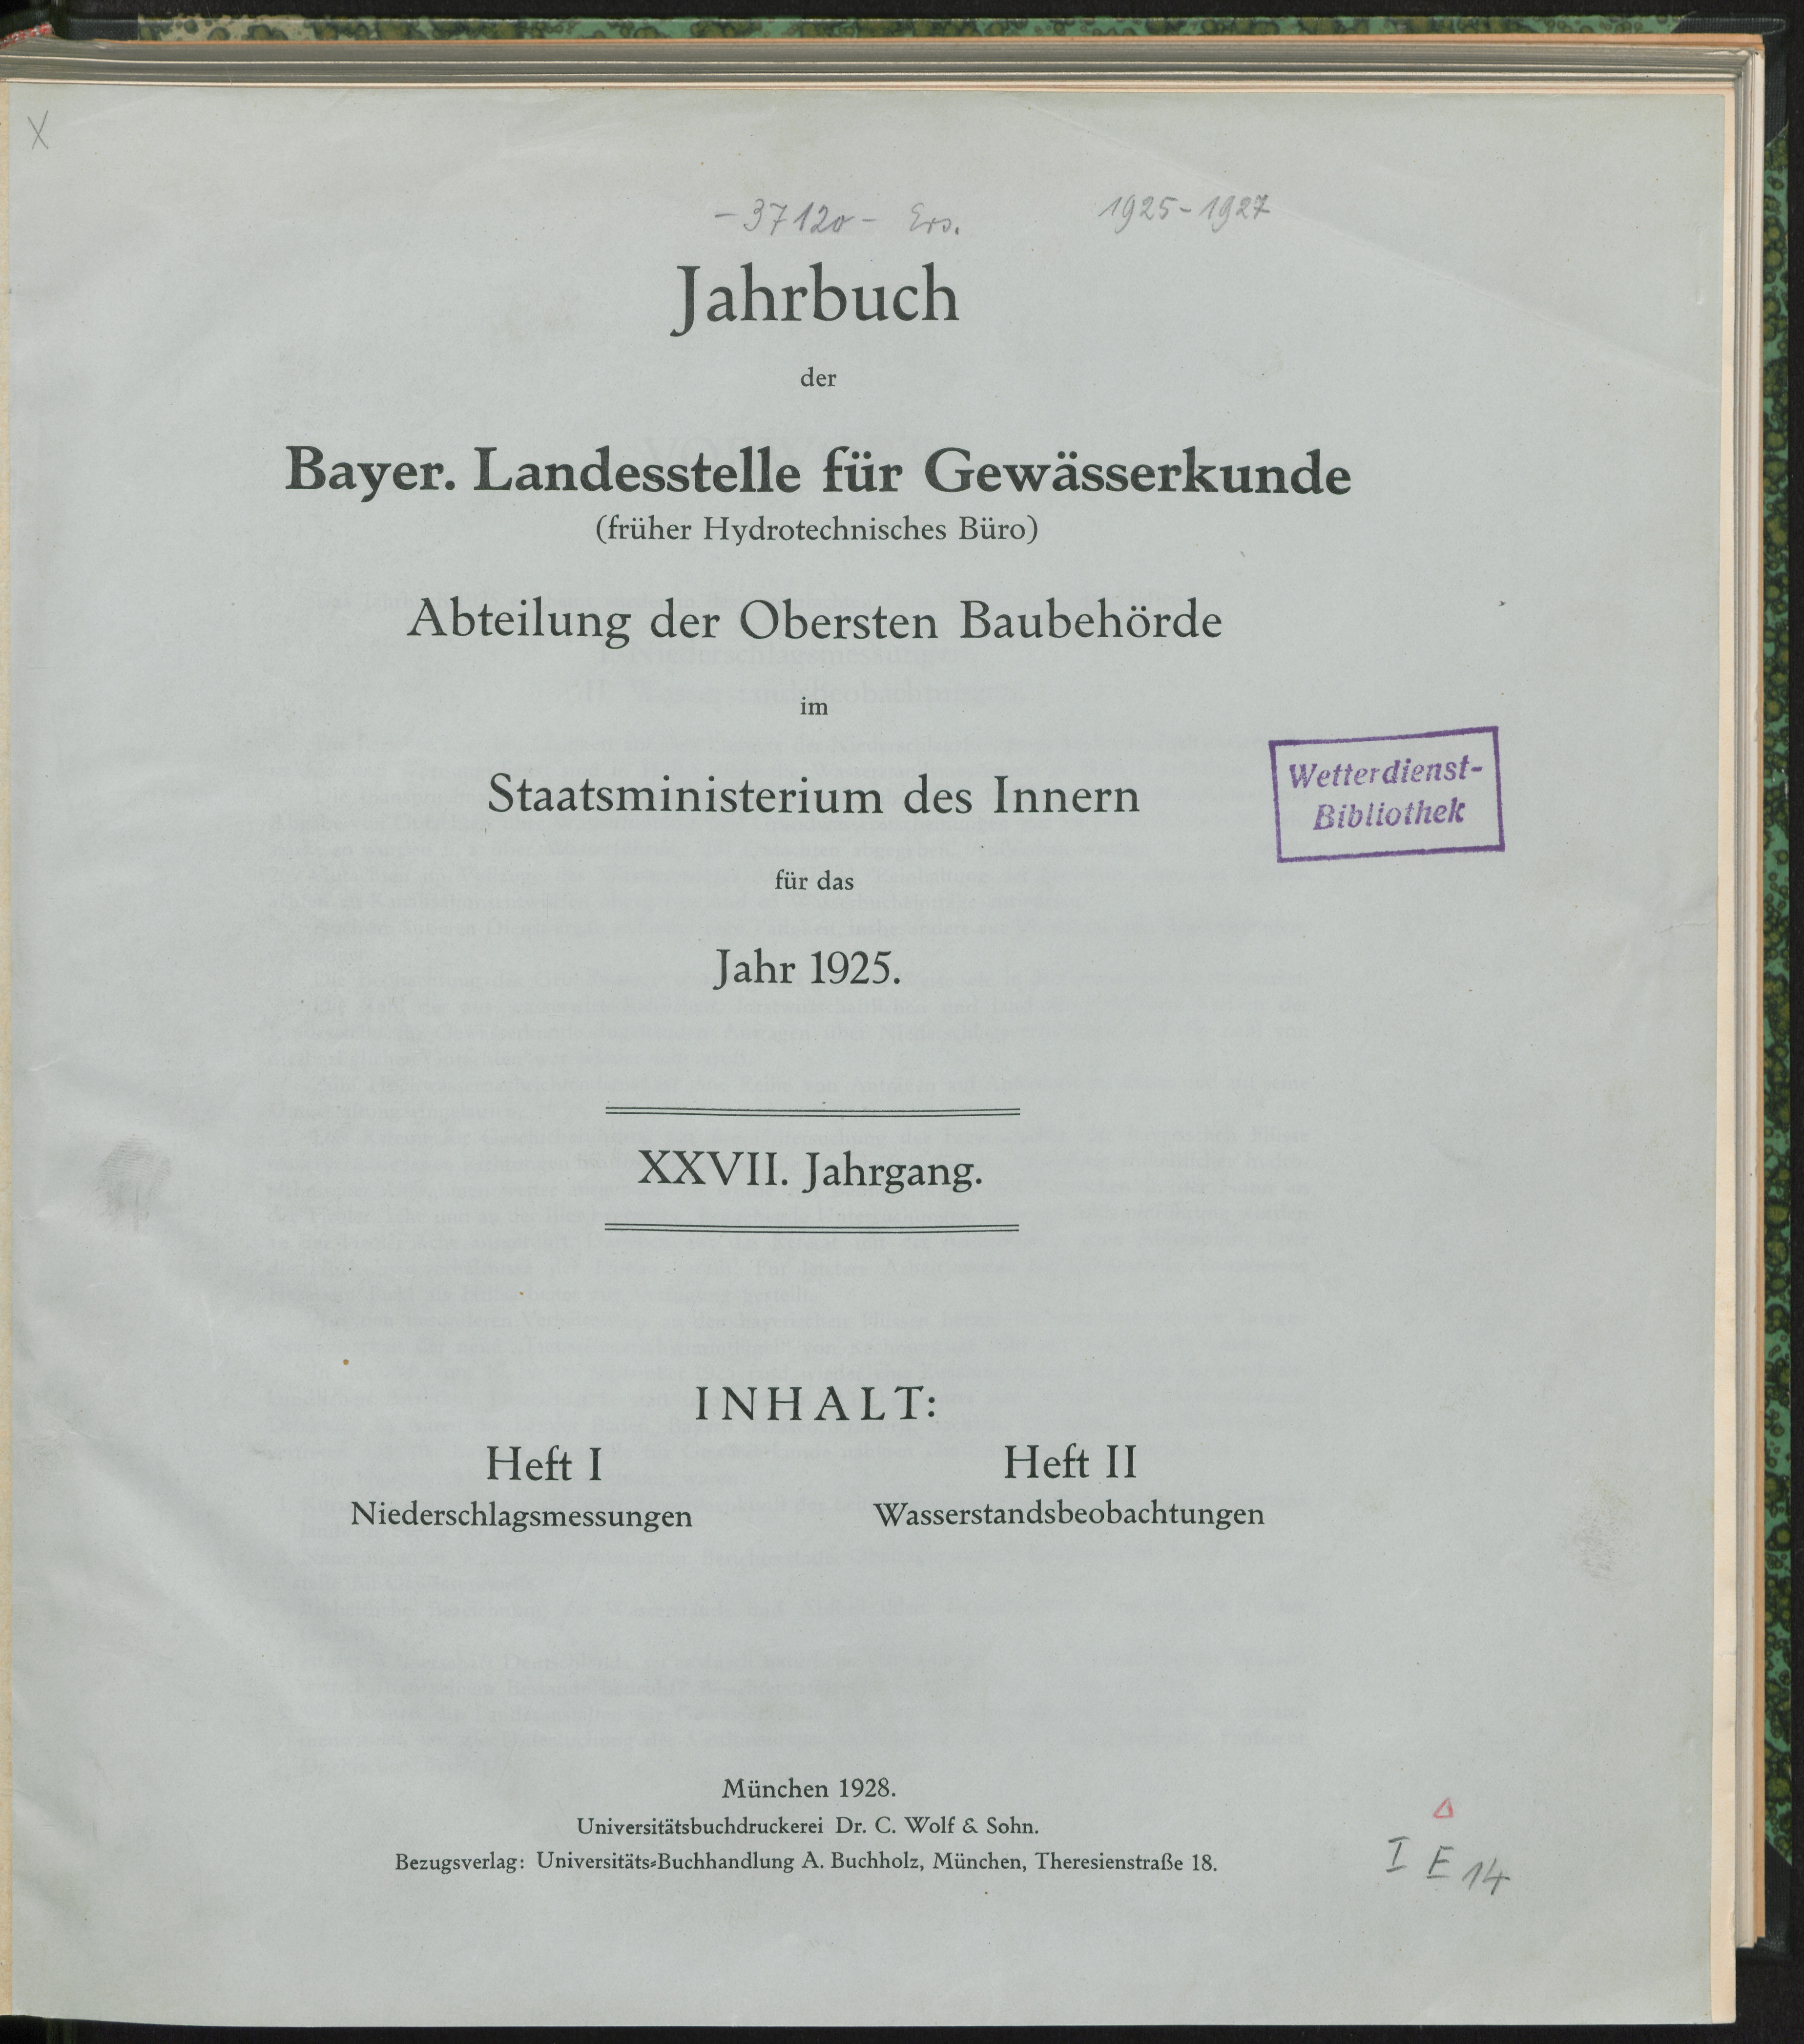 X
-37120- Ers. 1925-1927
Jahrbuch
der
Bayer. Landesstelle für Gewässerkunde
(früher Hydrotechnisches Büro)
Abteilung der Obersten Baubehörde
im
Staatsministerium des Innern
Wetterdienst-
Bibliothek
für das
Jahr 1925.
XXVII. Jahrgang.
INHALT:
Heft I
Niederschlagsmessungen
Heft II
Wasserstandsbeobachtungen
München 1928.
Universitätsbuchdruckerei Dr. C. Wolf & Sohn.
Bezugsverlag: Universitäts-Buchhandlung A. Buchholz, München, Theresienstraße 18.
I E 14